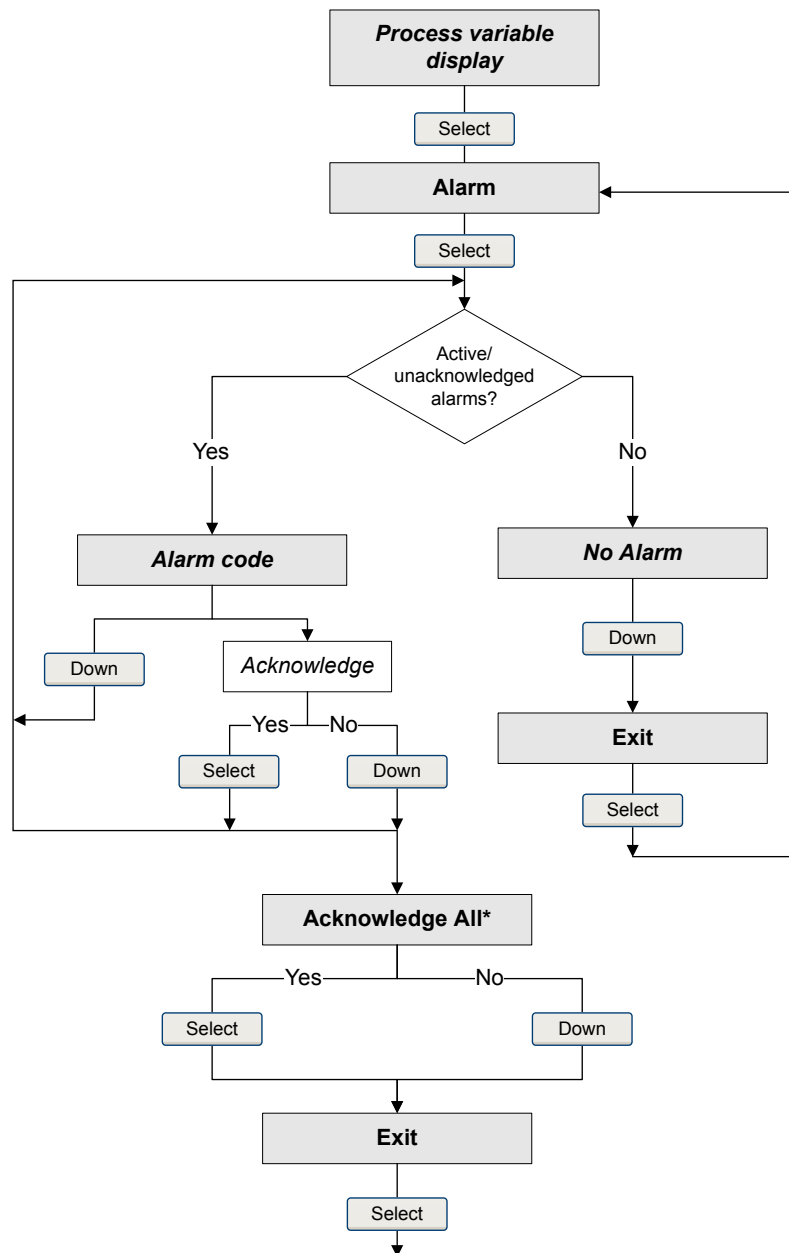 Process variable
display
Select
Alarm
Select
Active/
unacknowledged
alarms?
Yes
No
Alarm code
No Alarm
Down
Acknowledge
Down
Yes No
Select
Down
Exit
Select
Acknowledge All*
Yes No
Select
Down
Exit
Select